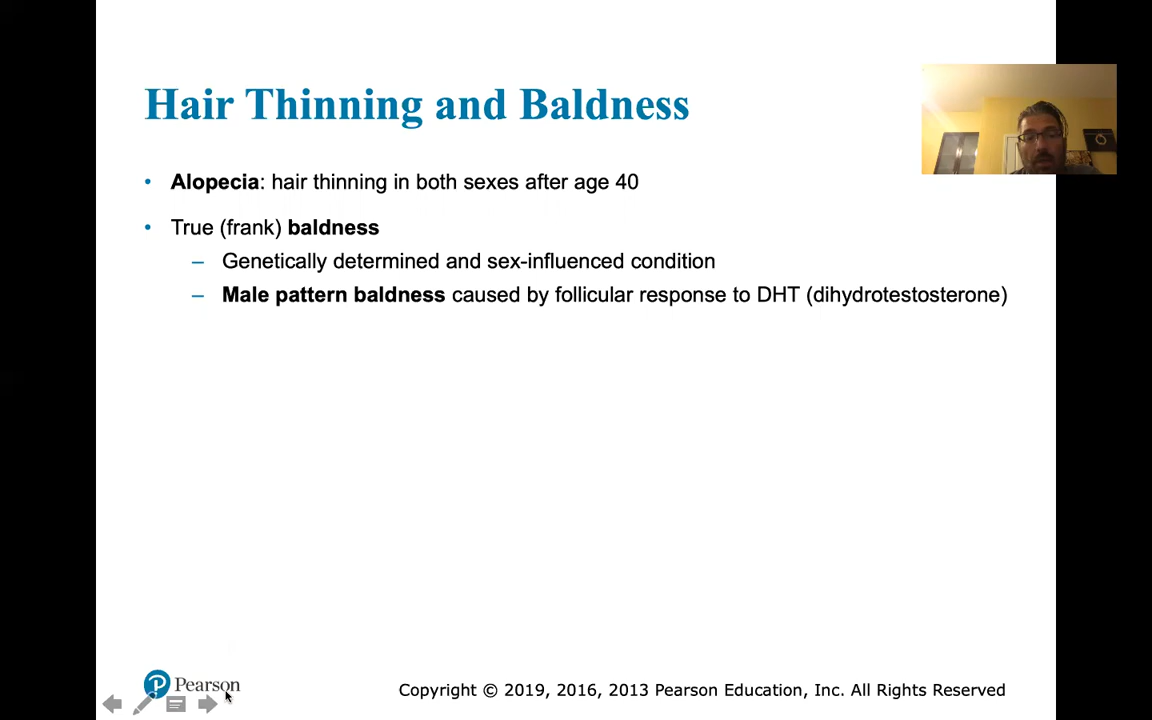 Hair Thinning and Baldness
• Alopecia: hair thinning in both sexes after age 40
• True (frank) baldness
– Genetically determined and sex-influenced condition
– Male pattern baldness caused by follicular response to DHT (dihydrotestosterone)
Pearson
Copyright © 2019, 2016, 2013 Pearson Education, Inc. All Rights Reserved